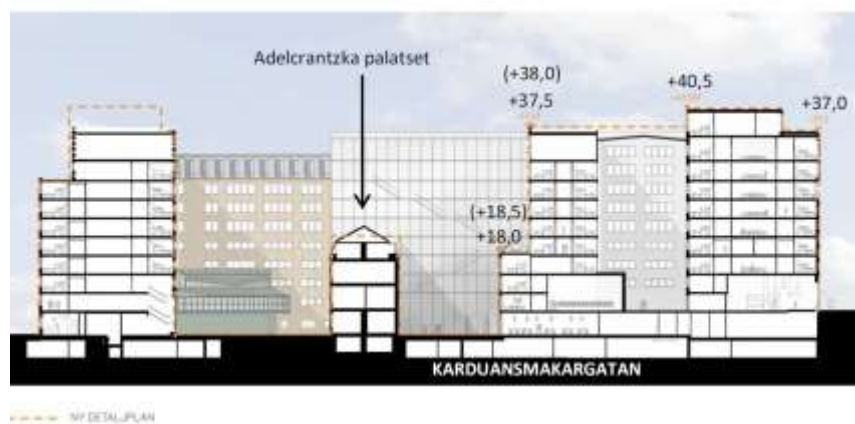 Adelcrantzka palatset
(+38,0)
+37,5
+40,5
+37,0
(+18,5)
+18,0
KARDUANSMAKARGATAN
NY DETALJPLAN